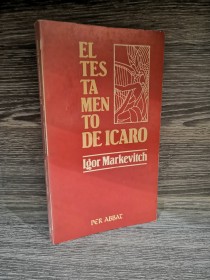 EL
TES
TA
MEN
TO
DE ICARO
Igor Markevitch
PER ABBAT